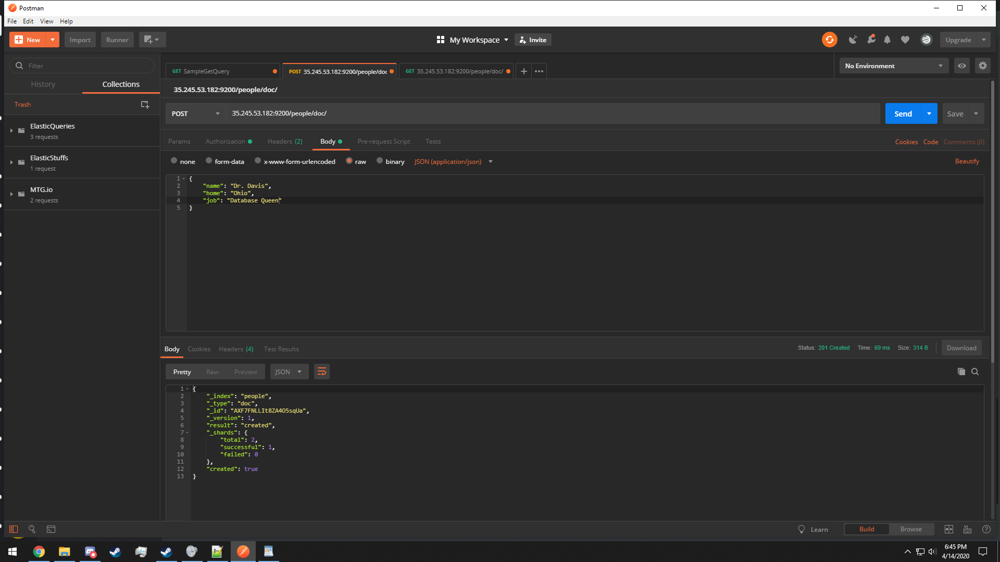 Postman
File Edit View Help
New Import Runner My Workspace Invite Upgrade
Filter
History Collections
Trash
ElasticQueries
3 requests
ElasticStuffs
1 request
MTG.io
2 requests
GET SampleGetQuery POST 35.245.53.182:9200/people/doc GET 35.245.53.182:9200/people/doc/ No Environment
35.245.53.182:9200/people/doc/
POST 35.245.53.182:9200/people/doc/ Send Save
Params Authorization Headers (2) Body Pre-request Script Tests Cookies Code Comments (0)
none form-data x-www-form-urlencoded raw binary JSON (application/json) Beautify
1 {
2 "name": "Dr. Davis",
3 "home": "Ohio",
4 "job": "Database Queen"
5 }
Body Cookies Headers (4) Test Results Status: 201 Created Time: 69 ms Size: 314 B Download
Pretty Raw Preview JSON
1 {
2 "_index": "people",
3 "_type": "doc",
4 "_id": "AXF7FNLLIt8ZA4O5sqUa",
5 "_version": 1,
6 "result": "created",
7 "_shards": {
8 "total": 2,
9 "successful": 1,
10 "failed": 0
11 },
12 "created": true
13 }
Learn Build Browse
6:45 PM
4/14/2020